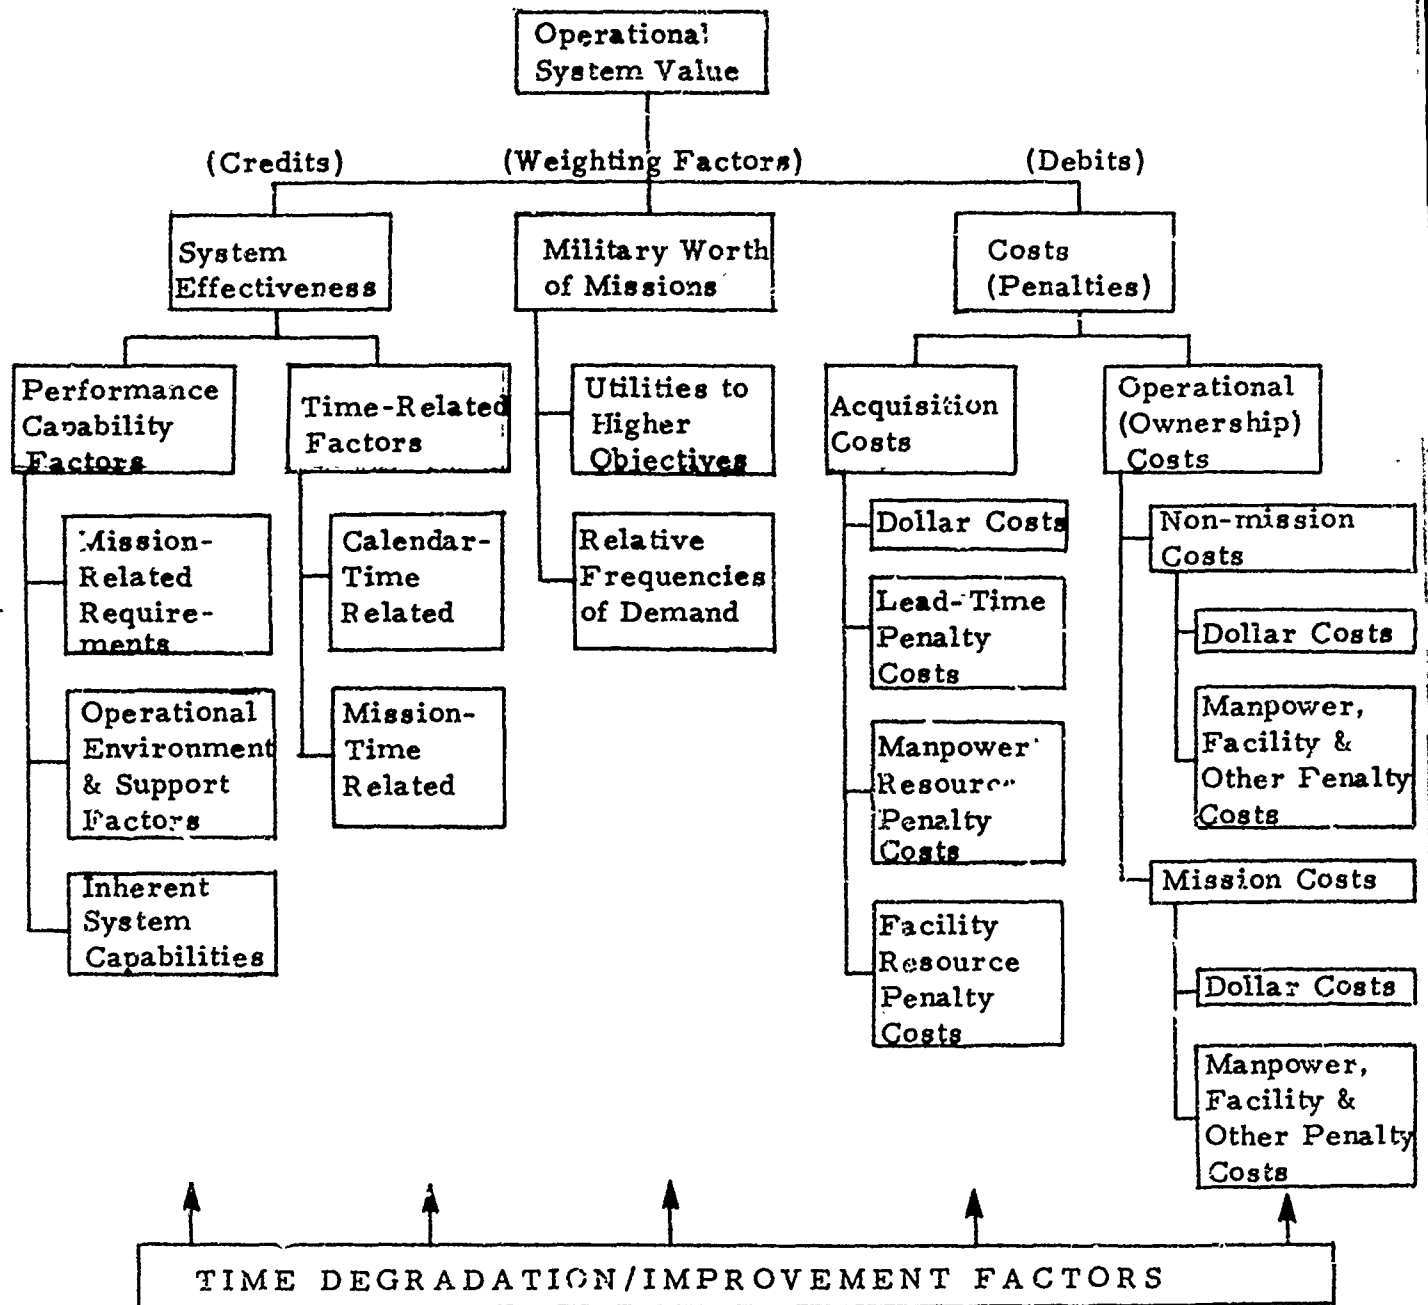 Operational
System Value
(Credits)
(Weighting Factors)
(Debits)
System
Effectiveness
Military Worth
of Missions
Costs
(Penalties)
Performance
Capability
Factors
Time-Related
Factors
Utilities to
Higher
Objectives
Acquisition
Costs
Operational
(Ownership)
Costs
Mission-
Related
Require-
ments
Calendar-
Time
Related
Relative
Frequencies
of Demand
Dollar Costs
Non-mission
Costs
Lead-Time
Penalty
Costs
Dollar Costs
Operational
Environment
& Support
Factors
Mission-
Time
Related
Manpower
Resource
Penalty
Costs
Manpower,
Facility &
Other Penalty
Costs
Inherent
System
Capabilities
Mission Costs
Facility
Resource
Penalty
Costs
Dollar Costs
Manpower,
Facility &
Other Penalty
Costs
TIME DEGRADATION/IMPROVEMENT FACTORS